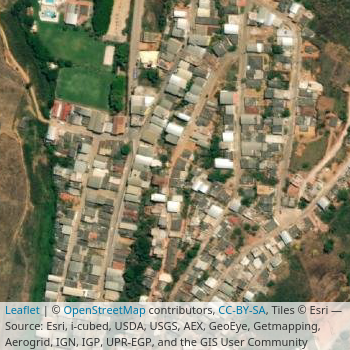 Leaflet | © OpenStreetMap contributors, CC-BY-SA, Tiles © Esri —
Source: Esri, i-cubed, USDA, USGS, AEX, GeoEye, Getmapping,
Aerogrid, IGN, IGP, UPR-EGP, and the GIS User Community